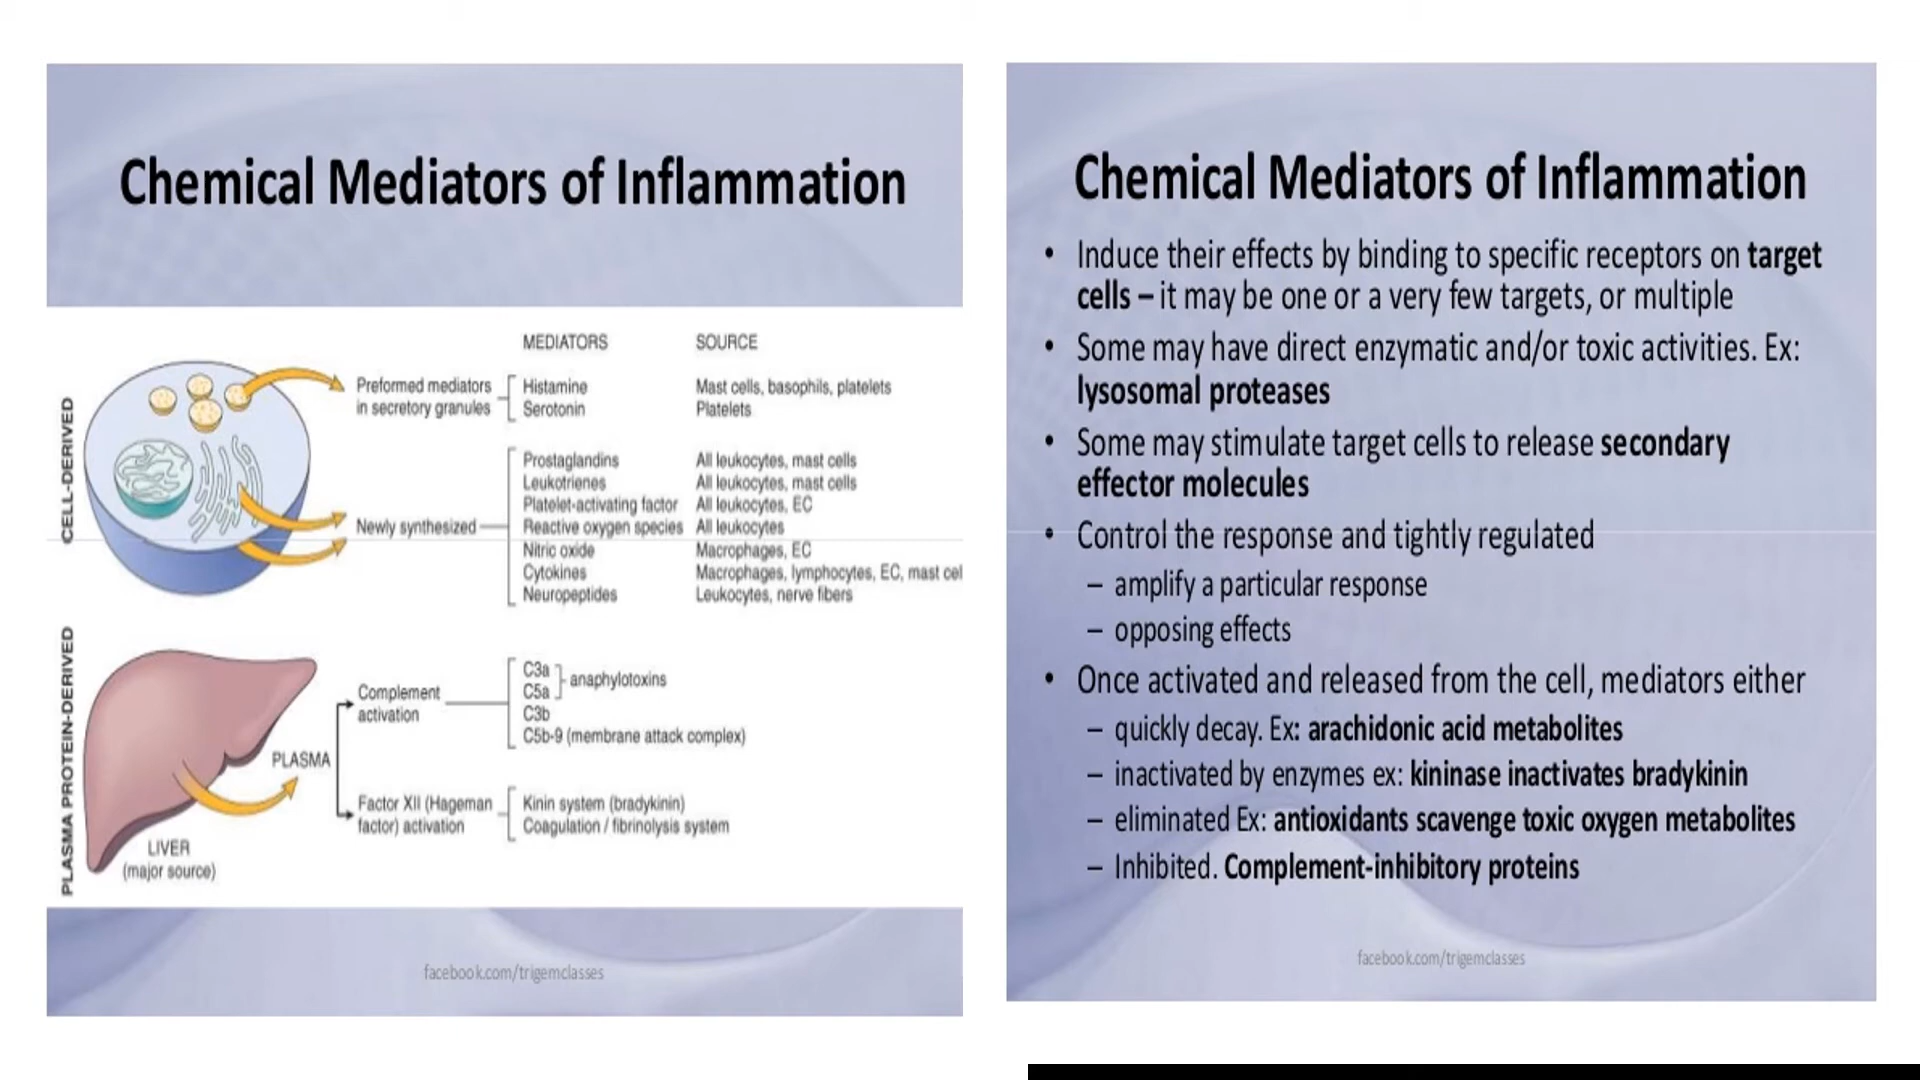 Chemical Mediators of Inflammation
MEDIATORS SOURCE
CELL-DERIVED
Preformed mediators
in secretory granules
Histamine Mast cells, basophils, platelets
Serotonin Platelets
Newly synthesized
Prostaglandins All leukocytes, mast cells
Leukotrienes All leukocytes, mast cells
Platelet-activating factor All leukocytes, EC
Reactive oxygen species All leukocytes
Nitric oxide Macrophages, EC
Cytokines Macrophages, lymphocytes, EC, mast cel
Neuropeptides Leukocytes, nerve fibers
PLASMA PROTEIN-DERIVED
LIVER
(major source)
PLASMA
Complement
activation
C3a
C5a
anaphylotoxins
C3b
C5b-9 (membrane attack complex)
Factor XII (Hageman
factor) activation
Kinin system (bradykinin)
Coagulation / fibrinolysis system
facebook.com/trigemclasses
Chemical Mediators of Inflammation
• Induce their effects by binding to specific receptors on target
cells – it may be one or a very few targets, or multiple
• Some may have direct enzymatic and/or toxic activities. Ex:
lysosomal proteases
• Some may stimulate target cells to release secondary
effector molecules
• Control the response and tightly regulated
– amplify a particular response
– opposing effects
• Once activated and released from the cell, mediators either
– quickly decay. Ex: arachidonic acid metabolites
– inactivated by enzymes ex: kininase inactivates bradykinin
– eliminated Ex: antioxidants scavenge toxic oxygen metabolites
– Inhibited. Complement-inhibitory proteins
facebook.com/trigemclasses